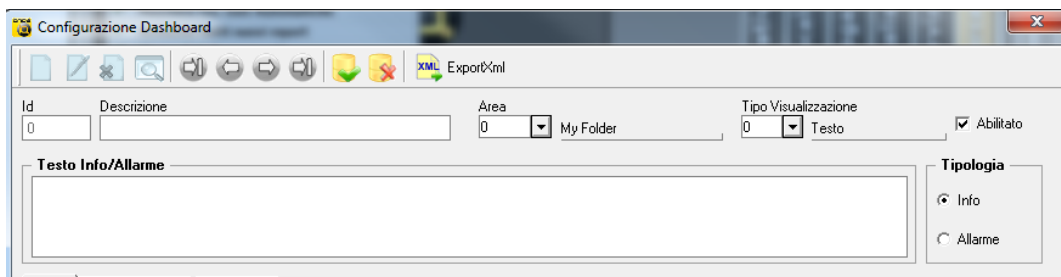 Configurazione Dashboard
XML ExportXml
Id Descrizione Area Tipo Visualizzazione
0 0 My Folder 0 Testo Abilitato
Testo Info/Allarme Tipologia
Info
Allarme